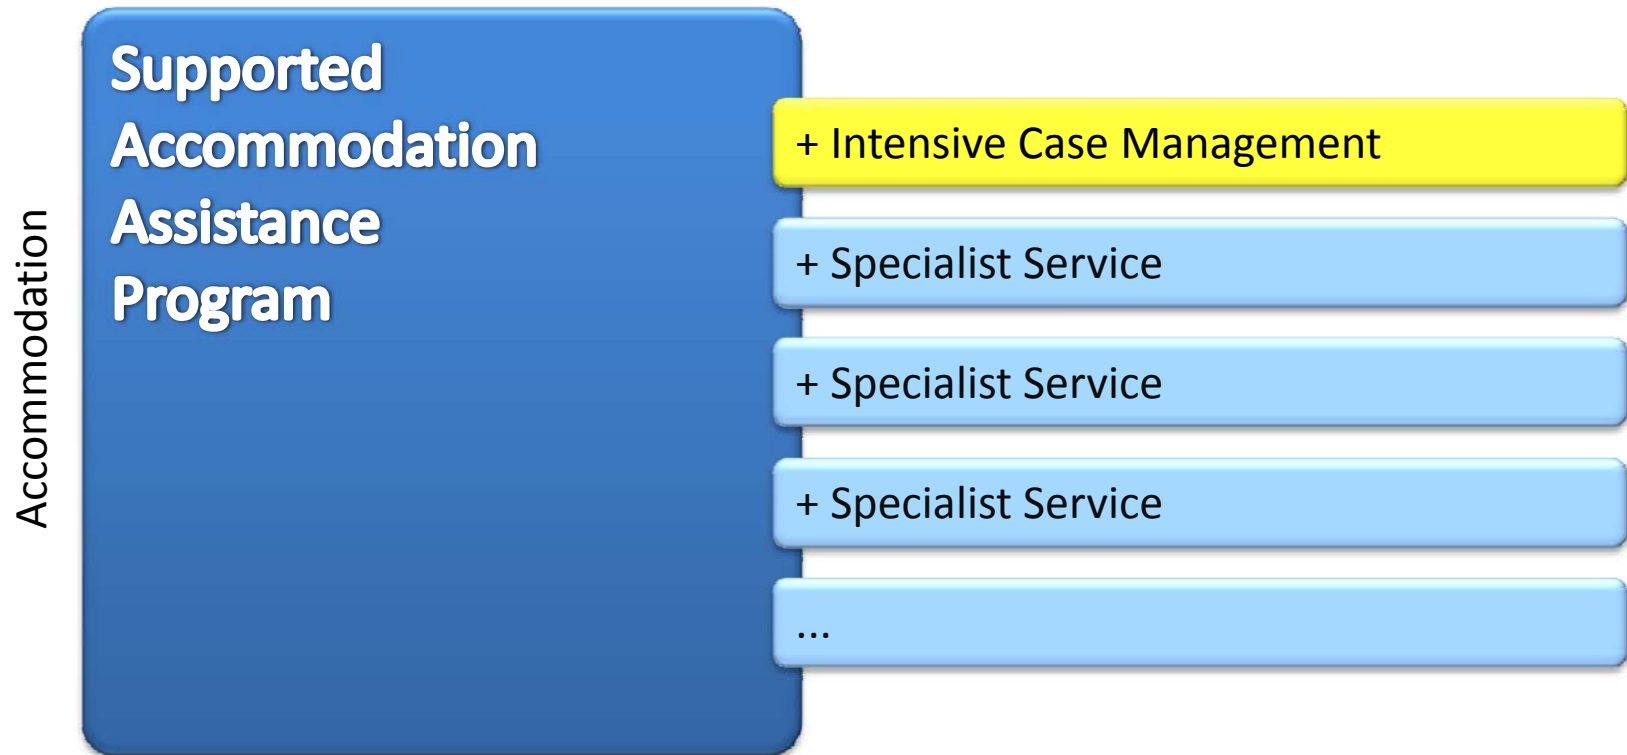 Accommodation
Supported
Accommodation
Assistance
Program
+ Intensive Case Management
+ Specialist Service
+ Specialist Service
+ Specialist Service
...